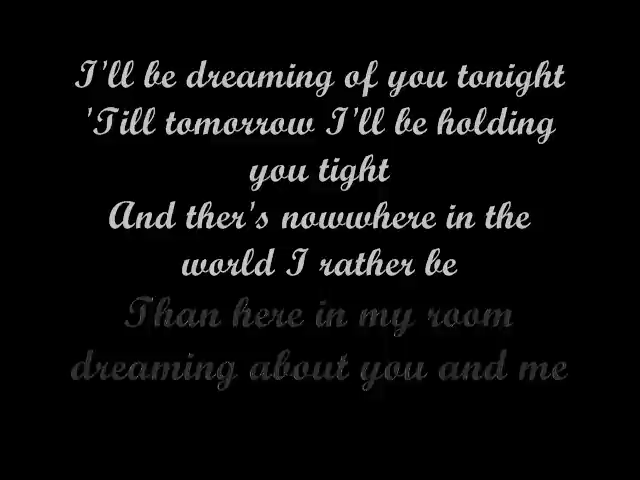 I'll be dreaming of you tonight
'Till tomorrow I'll be holding
you tight
And ther's nowwhere in the
world I rather be
Than here in my room
dreaming about you and me